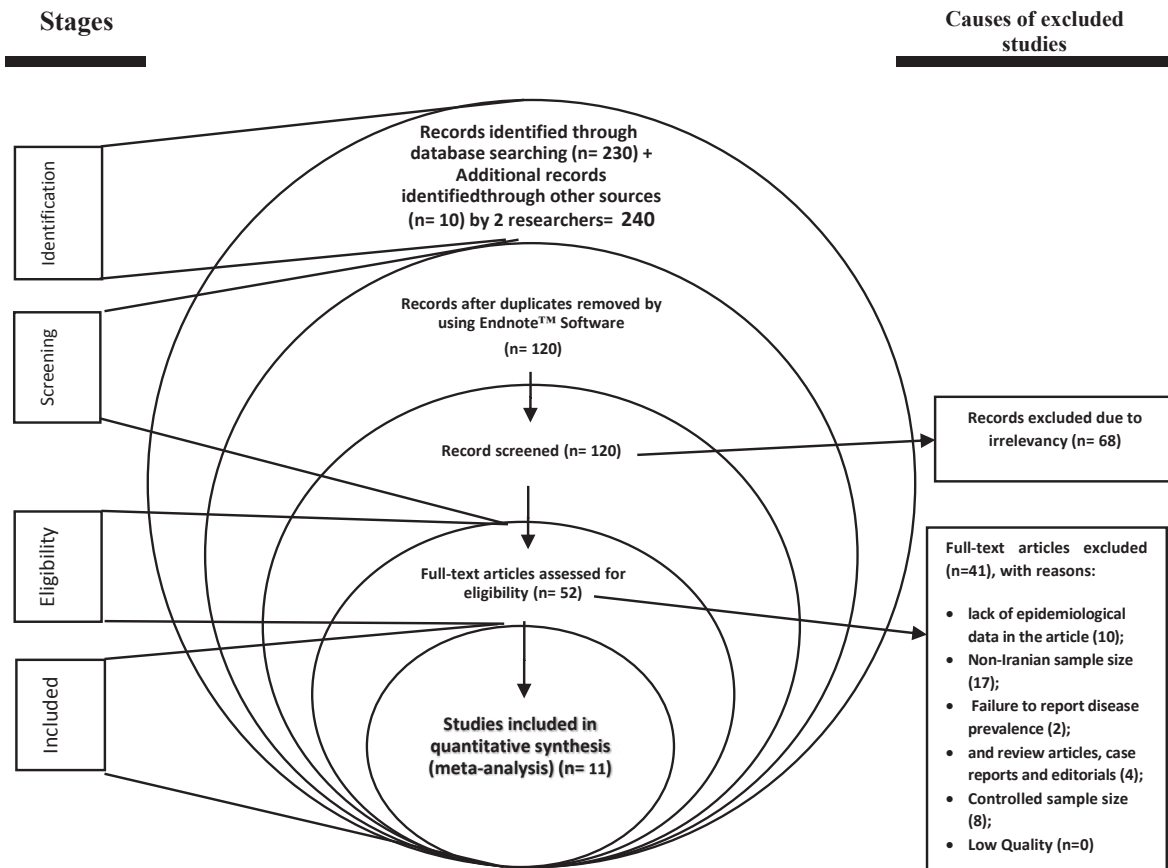 Stages
Causes of excluded
studies
Identification
Records identified through
database searching (n= 230) +
Additional records
identifiedthrough other sources
(n= 10) by 2 researchers= 240
Screening
Records after duplicates removed by
using Endnote™ Software
(n= 120)
Record screened (n= 120)
Records excluded due to
irrelevancy (n= 68)
Eligibility
Full-text articles assessed for
eligibility (n= 52)
Full-text articles excluded
(n=41), with reasons:
• lack of epidemiological
data in the article (10);
• Non-Iranian sample size
(17);
• Failure to report disease
prevalence (2);
• and review articles, case
reports and editorials (4);
• Controlled sample size
(8);
• Low Quality (n=0)
Included
Studies included in
quantitative synthesis
(meta-analysis) (n= 11)